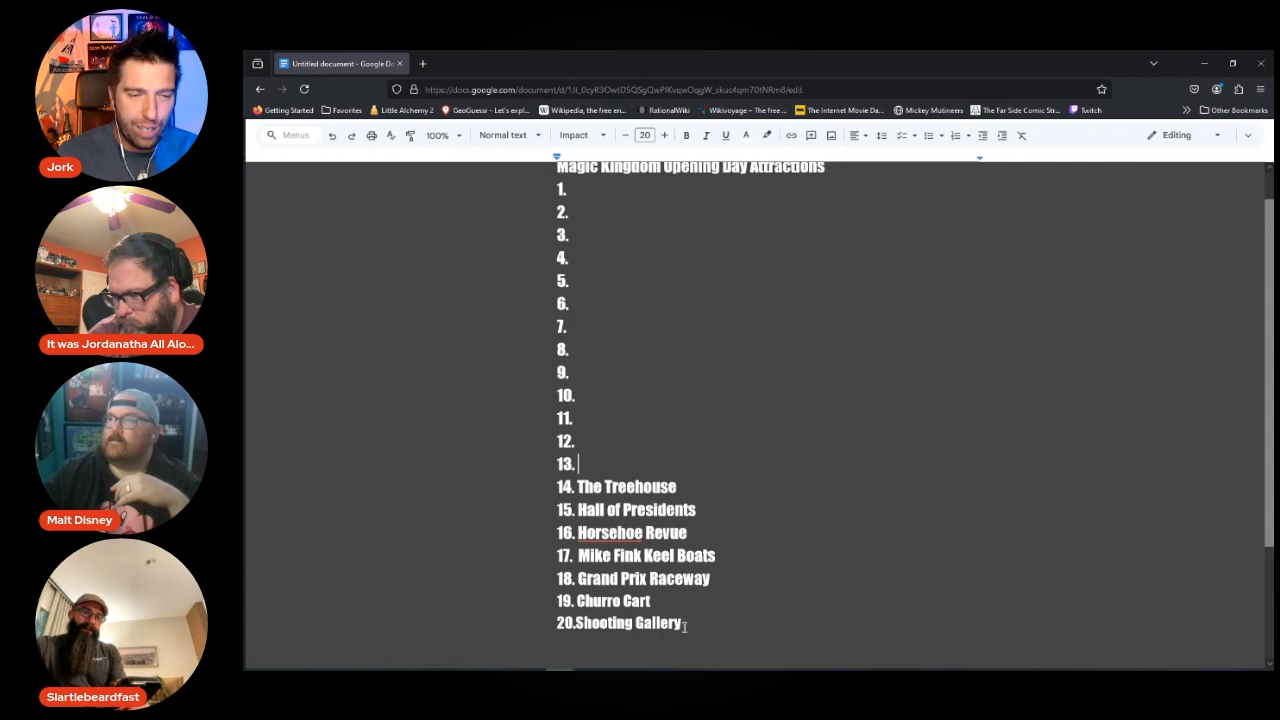 Jork
It was Jordanatha All Alo...
Malt Disney
Slartlebeardfast
Untitled document - Google Do
Getting Started
Favorites
Little Alchemy 2
GeoGuessr - Let's expl...
Wikipedia, the free en...
RationalWiki
Wikivoyage – The free ...
The Internet Movie Da...
Mickey Mutineers
The Far Side Comic Str...
Twitch
Other Bookmarks
Menus
100%
Normal text
Impact
20
Editing
Magic Kingdom Opening Day Attractions
1.
2.
3.
4.
5.
6.
7.
8.
9.
10.
11.
12.
13.
14. The Treehouse
15. Hall of Presidents
16. Horsehoe Revue
17. Mike Fink Keel Boats
18. Grand Prix Raceway
19. Churro Cart
20.Shooting Gallery